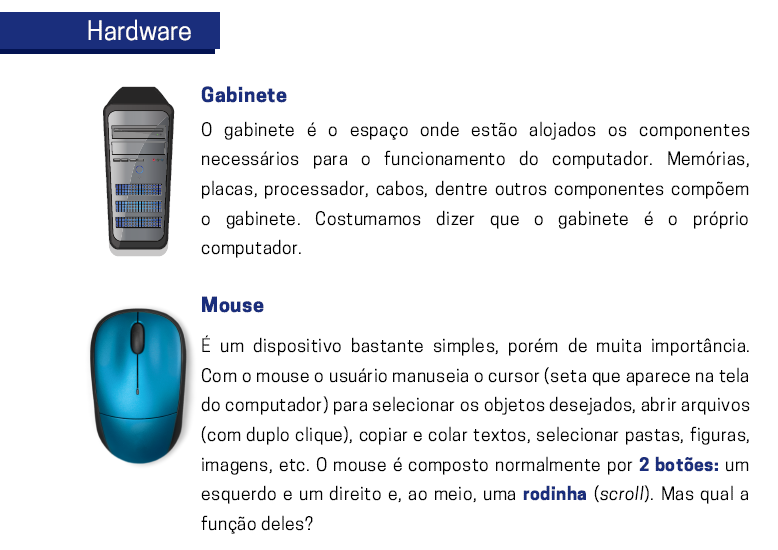 Hardware
Gabinete
O gabinete é o espaço onde estão alojados os componentes
necessários para o funcionamento do computador. Memórias,
placas, processador, cabos, dentre outros componentes compõem
o gabinete. Costumamos dizer que o gabinete é o próprio
computador.
Mouse
É um dispositivo bastante simples, porém de muita importância.
Com o mouse o usuário manuseia o cursor (seta que aparece na tela
do computador) para selecionar os objetos desejados, abrir arquivos
(com duplo clique), copiar e colar textos, selecionar pastas, figuras,
imagens, etc. O mouse é composto normalmente por 2 botões: um
esquerdo e um direito e, ao meio, uma rodinha (scroll). Mas qual a
função deles?